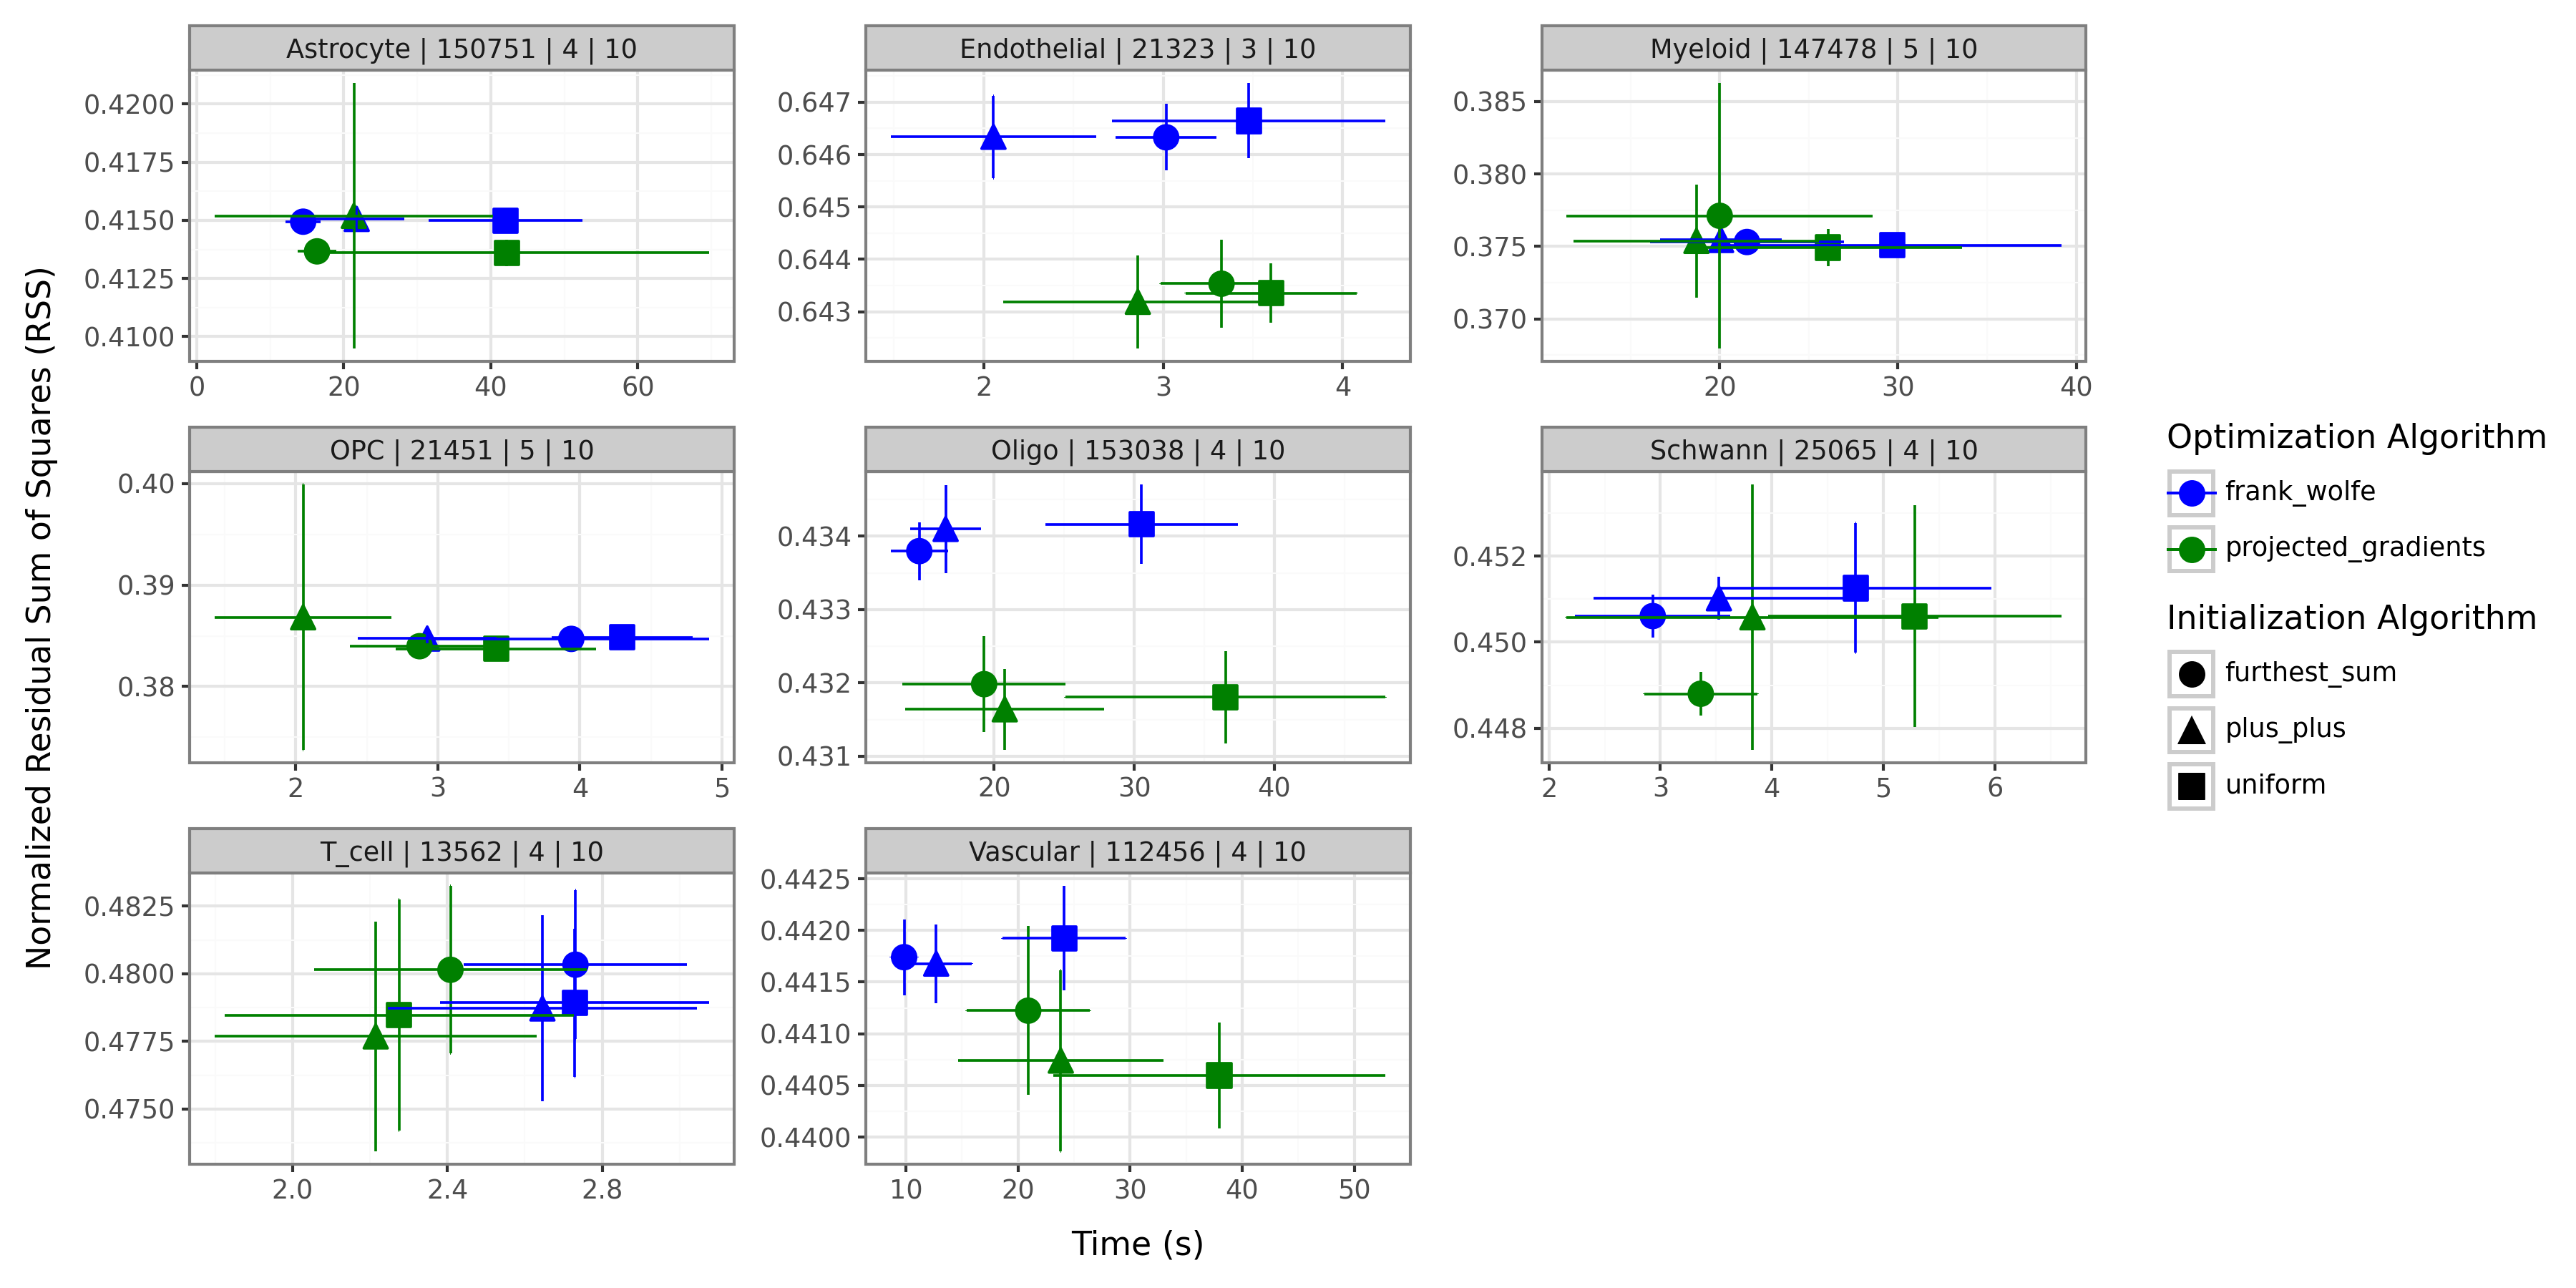 Astrocyte | 150751 | 4 | 10
Endothelial | 21323 | 3 | 10
Myeloid | 147478 | 5 | 10
0.4200
0.4175
0.4150
0.4125
0.4100
0 20 40 60
0.647
0.646
0.645
0.644
0.643
2 3 4
0.385
0.380
0.375
0.370
20 30 40
OPC | 21451 | 5 | 10
Oligo | 153038 | 4 | 10
Schwann | 25065 | 4 | 10
0.40
0.39
0.38
2 3 4 5
0.434
0.433
0.432
0.431
20 30 40
0.452
0.450
0.448
2 3 4 5 6
T_cell | 13562 | 4 | 10
Vascular | 112456 | 4 | 10
0.4825
0.4800
0.4775
0.4750
2.0 2.4 2.8
0.4425
0.4420
0.4415
0.4410
0.4405
0.4400
10 20 30 40 50
Normalized Residual Sum of Squares (RSS)
Time (s)
Optimization Algorithm
frank_wolfe
projected_gradients
Initialization Algorithm
furthest_sum
plus_plus
uniform